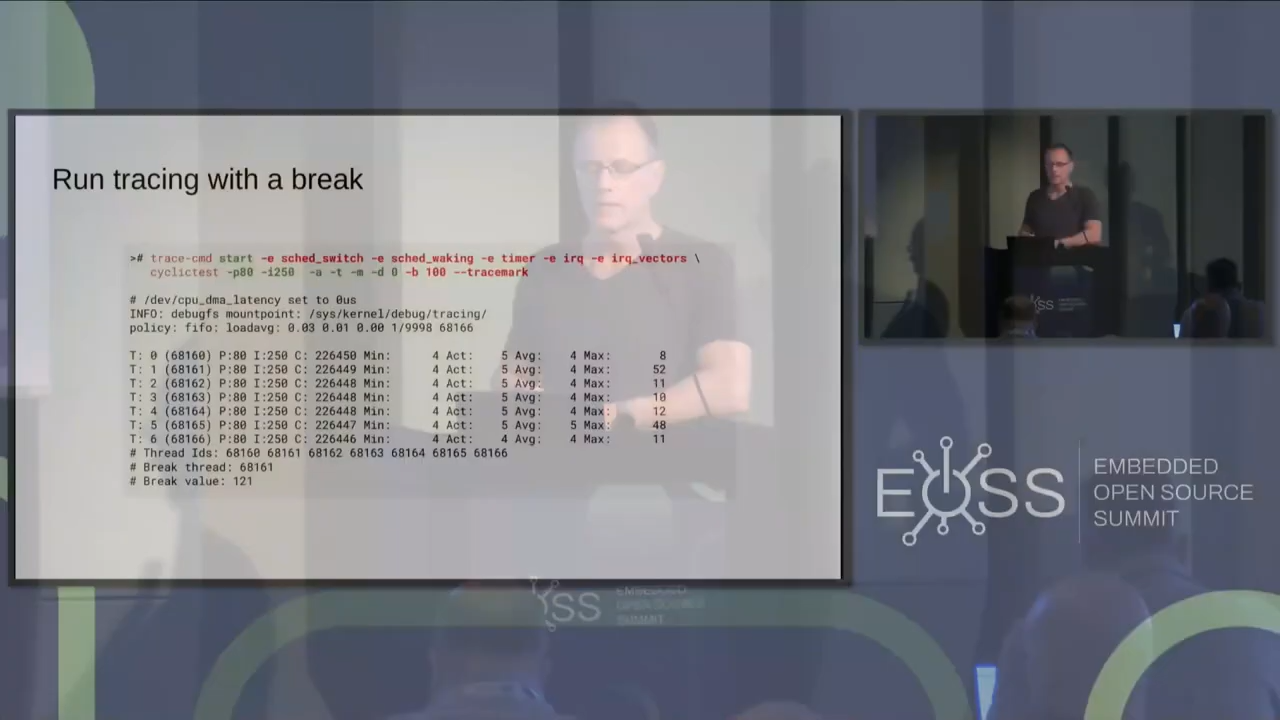 Run tracing with a break
># trace-cmd start -e sched_switch -e sched_waking -e timer -e irq -e irq_vectors \
cyclictest -p80 -i250 -a -t -m -d 0 -b 100 --tracemark
# /dev/cpu_dma_latency set to 0us
INFO: debugfs mountpoint: /sys/kernel/debug/tracing/
policy: fifo: loadavg: 0.03 0.01 0.00 1/9998 68166
T: 0 (68160) P:80 I:250 C: 226450 Min: 4 Act: 5 Avg: 4 Max: 8
T: 1 (68161) P:80 I:250 C: 226449 Min: 4 Act: 5 Avg: 4 Max: 52
T: 2 (68162) P:80 I:250 C: 226448 Min: 4 Act: 5 Avg: 4 Max: 11
T: 3 (68163) P:80 I:250 C: 226448 Min: 4 Act: 5 Avg: 4 Max: 10
T: 4 (68164) P:80 I:250 C: 226448 Min: 4 Act: 5 Avg: 4 Max: 12
T: 5 (68165) P:80 I:250 C: 226447 Min: 4 Act: 5 Avg: 5 Max: 48
T: 6 (68166) P:80 I:250 C: 226446 Min: 4 Act: 4 Avg: 4 Max: 11
# Thread Ids: 68160 68161 68162 68163 68164 68165 68166
# Break thread: 68161
# Break value: 121
EOSS
EMBEDDED
OPEN SOURCE
SUMMIT
SS
EMBEDDED
OPEN SOURCE
SUMMIT